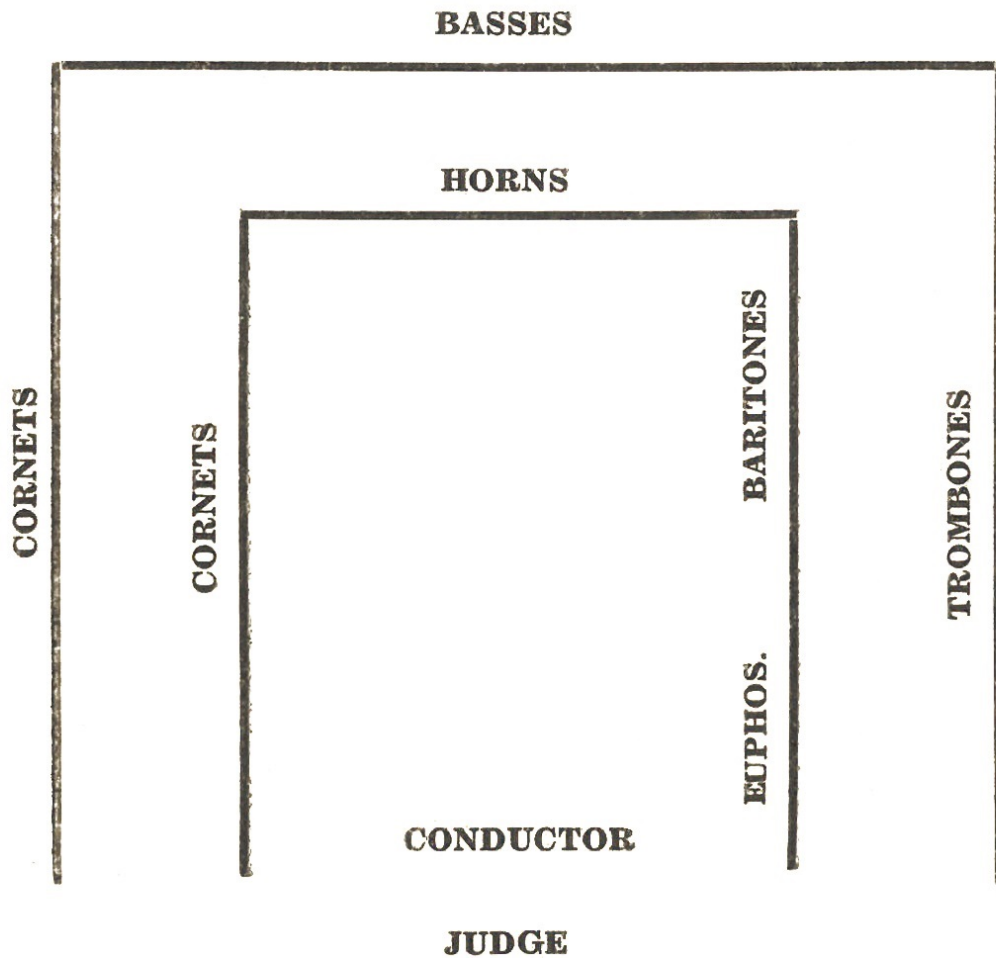 BASSES
HORNS
CORNETS
CORNETS
BARITONES
TROMBONES
EUPHOS.
CONDUCTOR
JUDGE